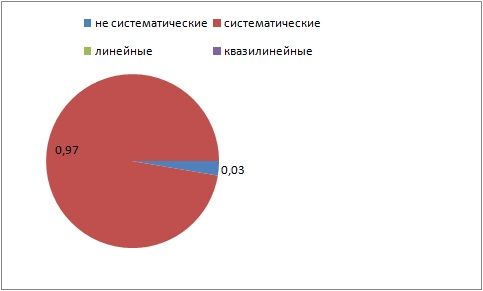 не систематические систематические
линейные квазилинейные
0,97
0,03